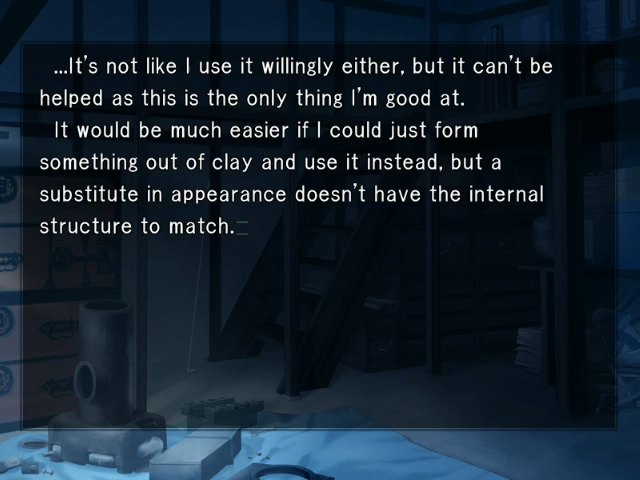 …It's not like I use it willingly either, but it can't be
helped as this is the only thing I'm good at.
It would be much easier if I could just form
something out of clay and use it instead, but a
substitute in appearance doesn't have the internal
structure to match.